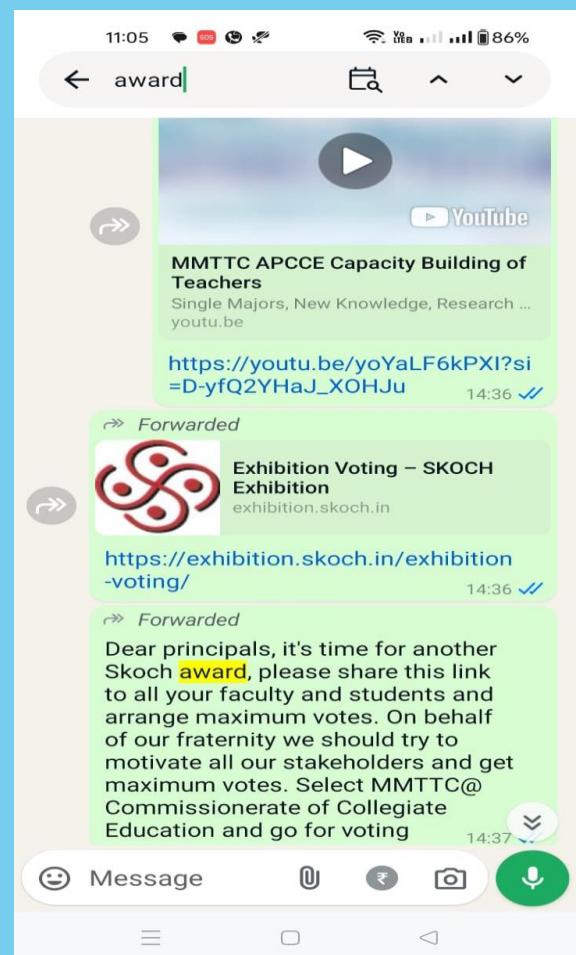 11:05
SOS
86%
award
YouTube
MMTTC APCCE Capacity Building of
Teachers
Single Majors, New Knowledge, Research ...
youtu.be
https://youtu.be/yoYaLF6kPXI?si
=D-yfQ2YHaJ_XOHJu
14:36
Forwarded
Exhibition Voting – SKOCH
Exhibition
exhibition.skoch.in
https://exhibition.skoch.in/exhibition
-voting/
14:36
Forwarded
Dear principals, it's time for another
Skoch award, please share this link
to all your faculty and students and
arrange maximum votes. On behalf
of our fraternity we should try to
motivate all our stakeholders and get
maximum votes. Select MMTTC@
Commissionerate of Collegiate
Education and go for voting
14:37
Message
₹